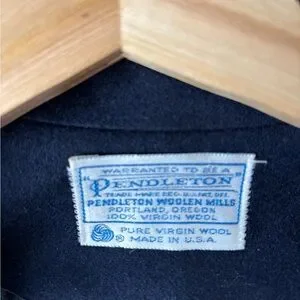 WARRANTED TO BE A
"PENDLETON"
TRADE MARK REG. U.S. PAT. OFF.
PENDLETON WOOLEN MILLS
PORTLAND, OREGON
100% VIRGIN WOOL
PURE VIRGIN WOOL
® MADE IN U.S.A.